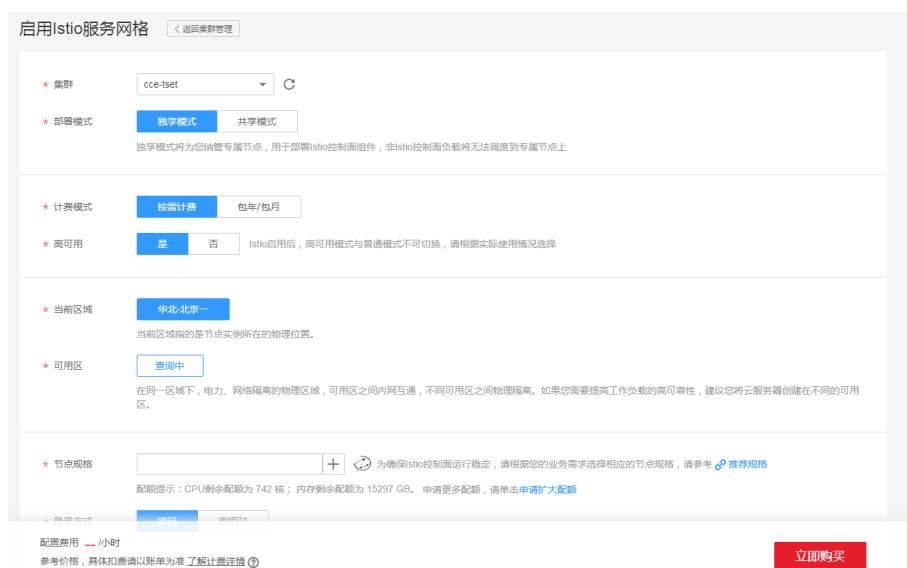 启用Istio服务网格 < 返回集群管理
* 集群 cce-tset
* 部署模式 独享模式 共享模式
独享模式将为您纳管专属节点，用于部署Istio控制面组件，非Istio控制面负载将无法调度到专属节点上
* 计费模式 按需计费 包年/包月
* 高可用 是 否 Istio启用后，高可用模式与普通模式不可切换，请根据实际使用情况选择
* 当前区域 华北-北京一
当前区域指的是节点实例所在的物理位置。
* 可用区 查询中
在同一区域下，电力、网络隔离的物理区域，可用区之间内网互通，不同可用区之间物理隔离。如果您需要提高工作负载的高可靠性，建议您将云服务器创建在不同的可用
区。
* 节点规格 为确保Istio控制面运行稳定，请根据您的业务需求选择相应的节点规格，请参考 推荐规格
配额提示：CPU剩余配额为 742 核； 内存剩余配额为 15297 GB。 申请更多配额，请单击申请扩大配额
* 登录方式 密码 密钥对
配置费用 -- /小时
参考价格，具体扣费请以账单为准 了解计费详情 ?
立即购买